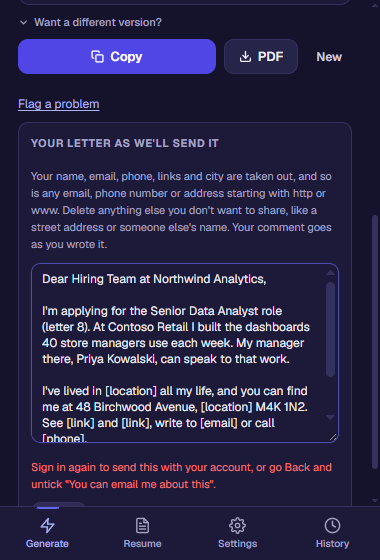 Want a different version?
Copy
PDF
New
Flag a problem
YOUR LETTER AS WE'LL SEND IT
Your name, email, phone, links and city are taken out, and so
is any email, phone number or address starting with http or
www. Delete anything else you don't want to share, like a
street address or someone else's name. Your comment goes
as you wrote it.
Dear Hiring Team at Northwind Analytics,
I'm applying for the Senior Data Analyst role
(letter 8). At Contoso Retail I built the dashboards
40 store managers use each week. My manager
there, Priya Kowalski, can speak to that work.
I've lived in [location] all my life, and you can find
me at 48 Birchwood Avenue, [location] M4K 1N2.
See [link] and [link], write to [email] or call
[phone].
Sign in again to send this with your account, or go Back and
untick "You can email me about this".
Generate
Resume
Settings
History